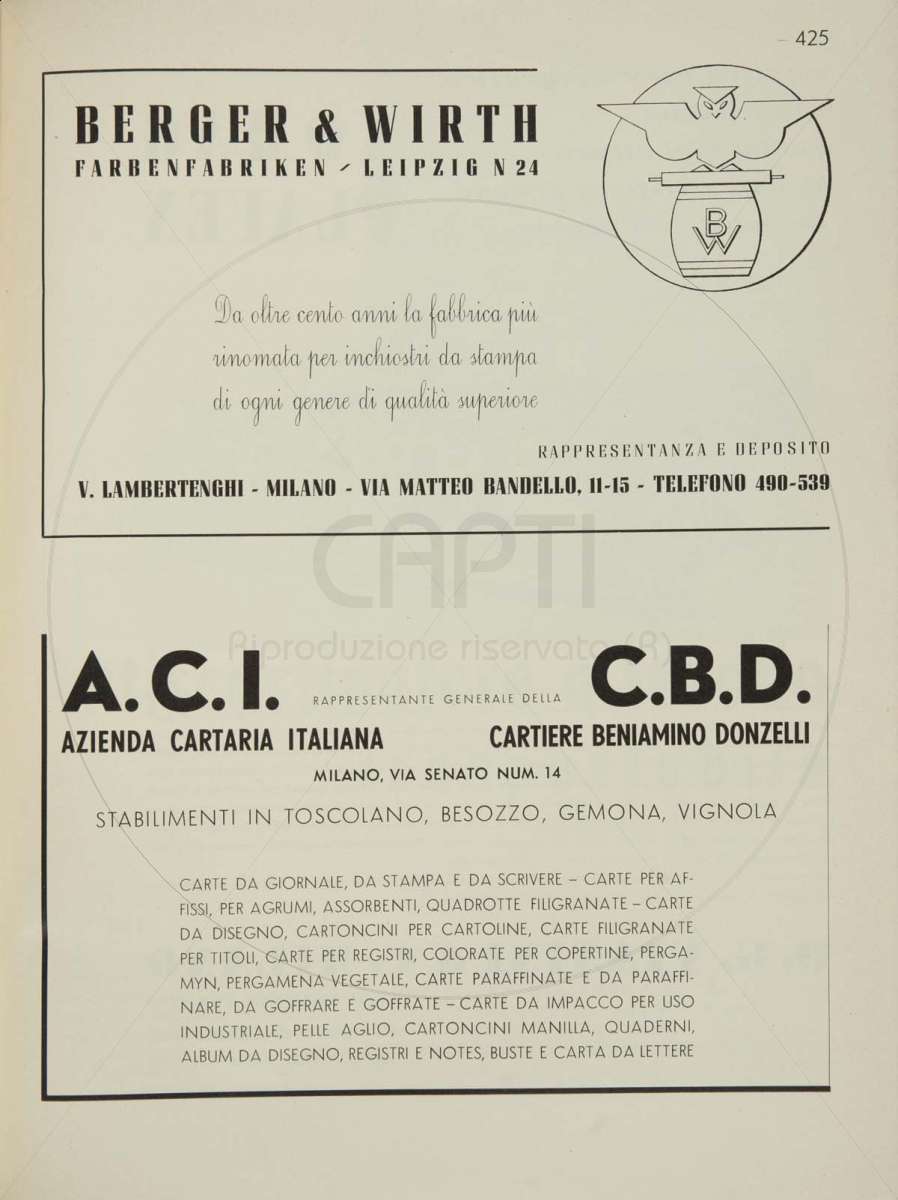 425
BERGER & WIRTH
FARBENFABRIKEN / LEIPZIG N 24
BW
Da oltre cento anni la fabbrica più
rinomata per inchiostri da stampa
di ogni genere di qualità superiore
RAPPRESENTANZA E DEPOSITO
V. LAMBERTENGHI - MILANO - VIA MATTEO BANDELLO, 11-15 - TELEFONO 490-539
CAPTI
Riproduzione riservata (R)
A.C.I. RAPPRESENTANTE GENERALE DELLA C.B.D.
AZIENDA CARTARIA ITALIANA CARTIERE BENIAMINO DONZELLI
MILANO, VIA SENATO NUM. 14
STABILIMENTI IN TOSCOLANO, BESOZZO, GEMONA, VIGNOLA
CARTE DA GIORNALE, DA STAMPA E DA SCRIVERE – CARTE PER AF-
FISSI, PER AGRUMI, ASSORBENTI, QUADROTTE FILIGRANATE – CARTE
DA DISEGNO, CARTONCINI PER CARTOLINE, CARTE FILIGRANATE
PER TITOLI, CARTE PER REGISTRI, COLORATE PER COPERTINE, PERGA-
MYN, PERGAMENA VEGETALE, CARTE PARAFFINATE E DA PARAFFI-
NARE, DA GOFFRARE E GOFFRATE – CARTE DA IMPACCO PER USO
INDUSTRIALE, PELLE AGLIO, CARTONCINI MANILLA, QUADERNI,
ALBUM DA DISEGNO, REGISTRI E NOTES, BUSTE E CARTA DA LETTERE